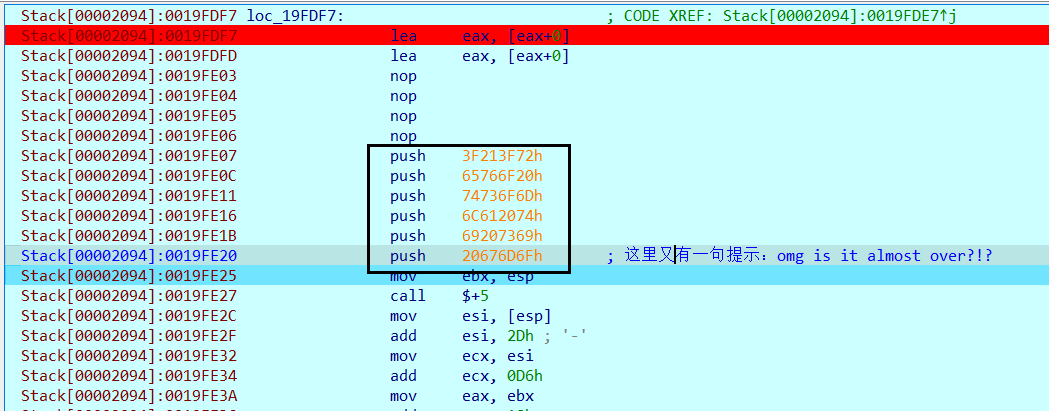 Stack[00002094]:0019FDF7 loc_19FDF7: ; CODE XREF: Stack[00002094]:0019FDE7↑j
Stack[00002094]:0019FDF7 lea eax, [eax+0]
Stack[00002094]:0019FDFD lea eax, [eax+0]
Stack[00002094]:0019FE03 nop
Stack[00002094]:0019FE04 nop
Stack[00002094]:0019FE05 nop
Stack[00002094]:0019FE06 nop
Stack[00002094]:0019FE07 push 3F213F72h
Stack[00002094]:0019FE0C push 65766F20h
Stack[00002094]:0019FE11 push 74736F6Dh
Stack[00002094]:0019FE16 push 6C612074h
Stack[00002094]:0019FE1B push 69207369h
Stack[00002094]:0019FE20 push 20676D6Fh ; 这里又有一句提示：omg is it almost over?!?
Stack[00002094]:0019FE25 mov ebx, esp
Stack[00002094]:0019FE27 call $+5
Stack[00002094]:0019FE2C mov esi, [esp]
Stack[00002094]:0019FE2F add esi, 2Dh ; '-'
Stack[00002094]:0019FE32 mov ecx, esi
Stack[00002094]:0019FE34 add ecx, 0D6h
Stack[00002094]:0019FE3A mov eax, ebx